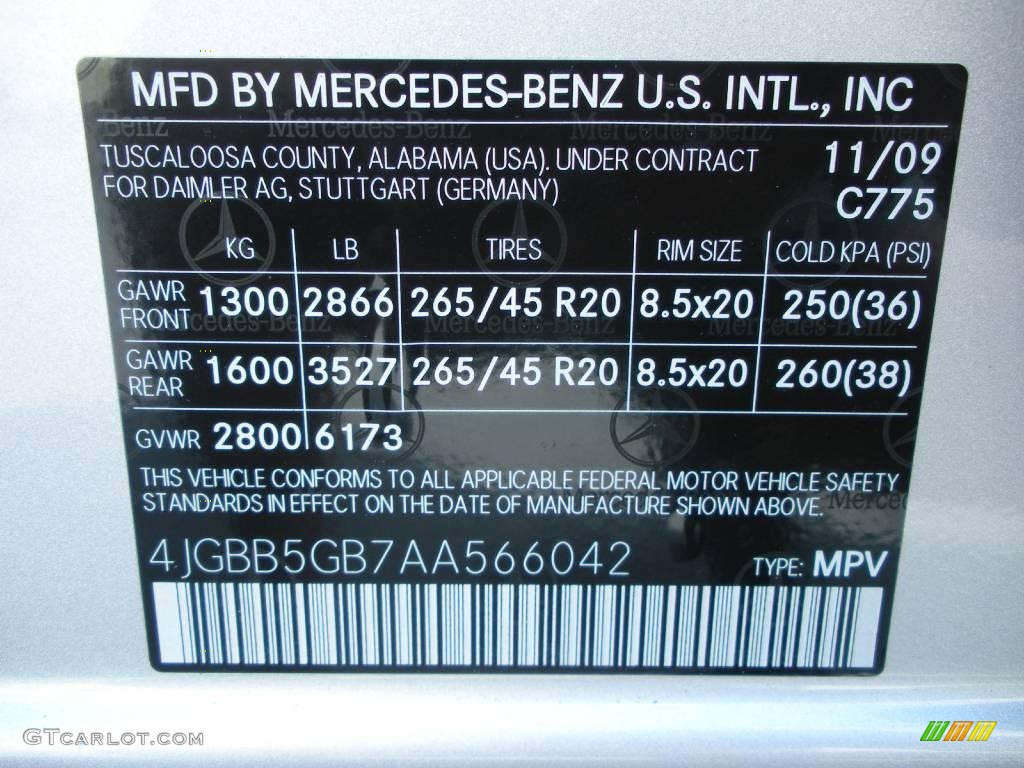 MFD BY MERCEDES-BENZ U.S. INTL., INC
TUSCALOOSA COUNTY, ALABAMA (USA). UNDER CONTRACT
FOR DAIMLER AG, STUTTGART (GERMANY)
11/09
C775
KG LB TIRES RIM SIZE COLD KPA (PSI)
GAWR FRONT 1300 2866 265/45 R20 8.5x20 250(36)
GAWR REAR 1600 3527 265/45 R20 8.5x20 260(38)
GVWR 2800 6173
THIS VEHICLE CONFORMS TO ALL APPLICABLE FEDERAL MOTOR VEHICLE SAFETY
STANDARDS IN EFFECT ON THE DATE OF MANUFACTURE SHOWN ABOVE.
4JGBB5GB7AA566042 TYPE: MPV
GTCARLOT.COM